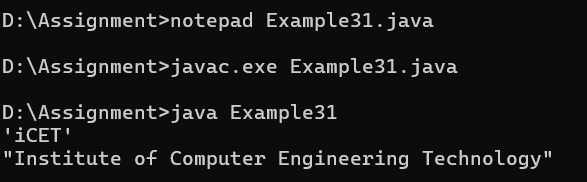 D:\Assignment>notepad Example31.java
D:\Assignment>javac.exe Example31.java
D:\Assignment>java Example31
'iCET'
"Institute of Computer Engineering Technology"